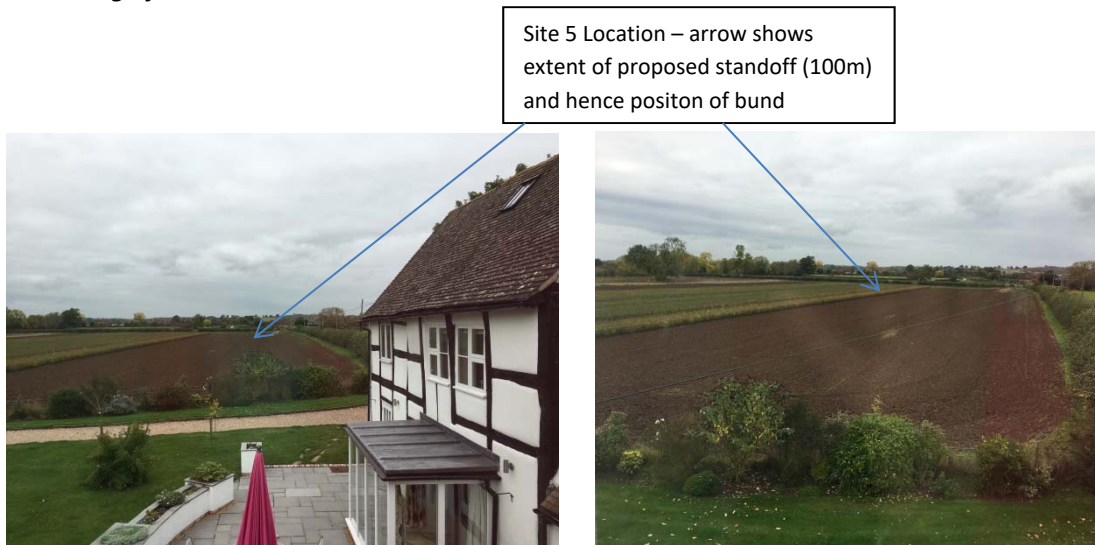 Site 5 Location – arrow shows
extent of proposed standoff (100m)
and hence positon of bund